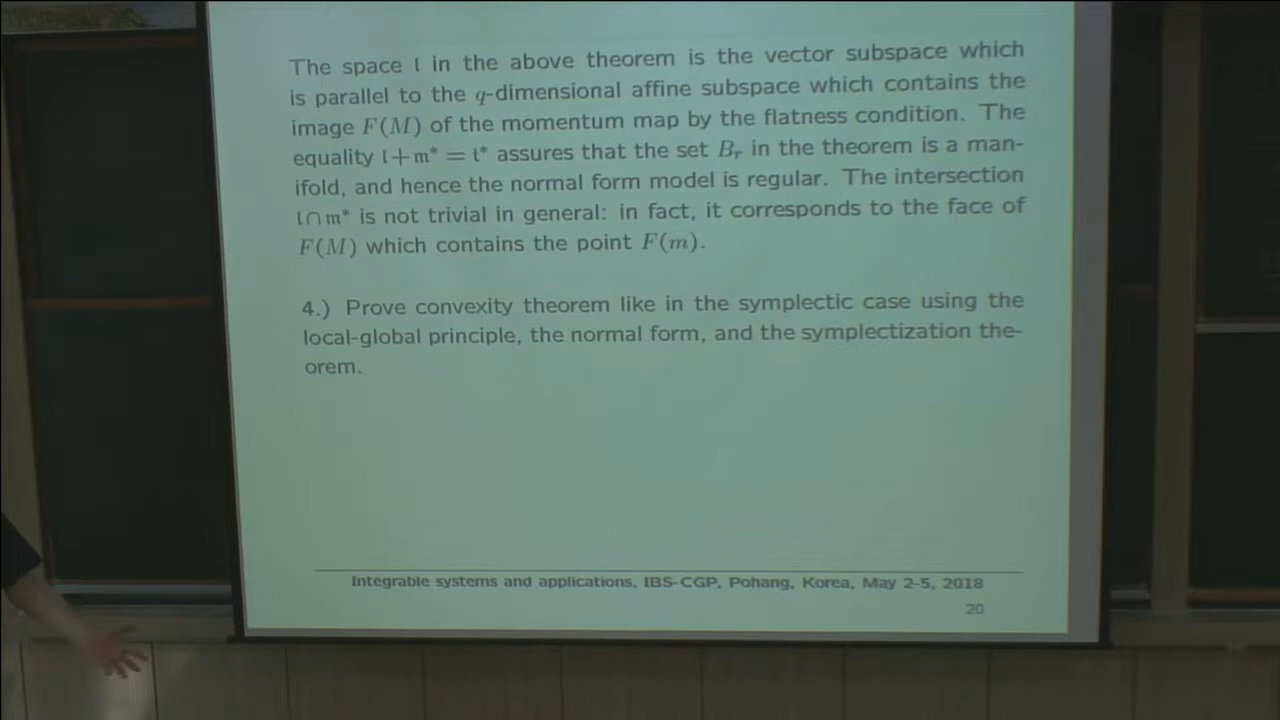 The space 𝔩 in the above theorem is the vector subspace which
is parallel to the q-dimensional affine subspace which contains the
image F(M) of the momentum map by the flatness condition. The
equality 𝔩+𝔪* = 𝔱* assures that the set Bᵣ in the theorem is a man-
ifold, and hence the normal form model is regular. The intersection
𝔩∩𝔪* is not trivial in general: in fact, it corresponds to the face of
F(M) which contains the point F(m).
4.) Prove convexity theorem like in the symplectic case using the
local-global principle, the normal form, and the symplectization the-
orem.
Integrable systems and applications, IBS-CGP, Pohang, Korea, May 2-5, 2018
20